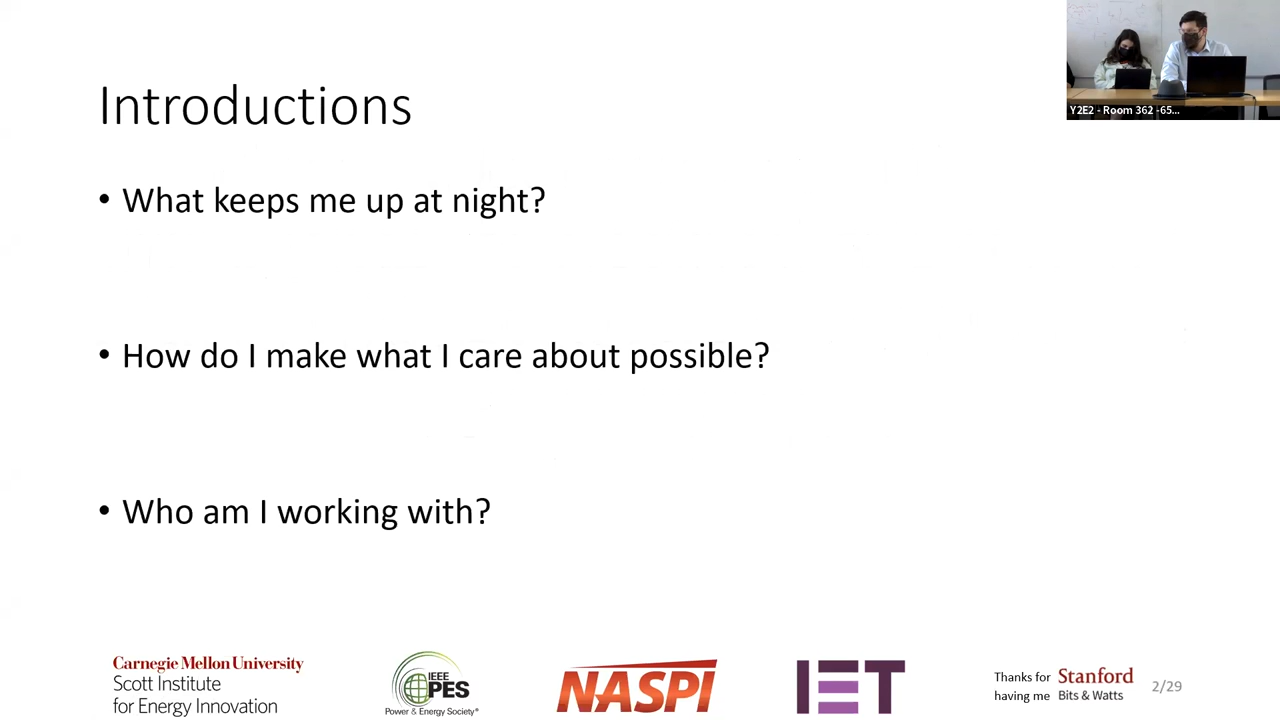 Introductions
• What keeps me up at night?
• How do I make what I care about possible?
• Who am I working with?
Y2E2 - Room 362 -65...
Carnegie Mellon University
Scott Institute
for Energy Innovation
IEEE
PES
Power & Energy Society®
NASPI
IET
Thanks for
having me
Stanford
Bits & Watts
2/29